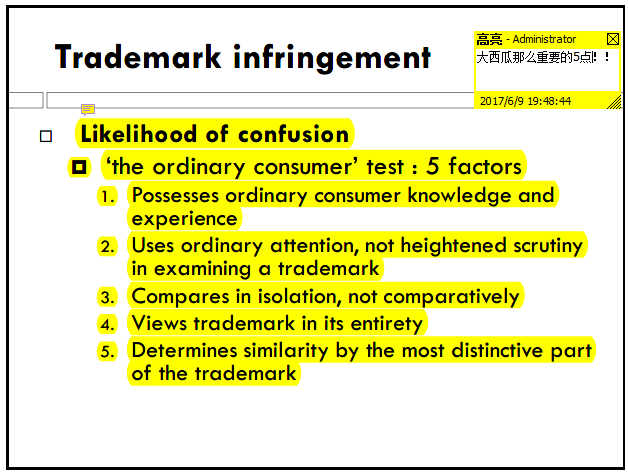 Trademark infringement
高亮 - Administrator
大西瓜那么重要的5点!！！
2017/6/9 19:48:44
Likelihood of confusion
‘the ordinary consumer’ test : 5 factors
1. Possesses ordinary consumer knowledge and
experience
2. Uses ordinary attention, not heightened scrutiny
in examining a trademark
3. Compares in isolation, not comparatively
4. Views trademark in its entirety
5. Determines similarity by the most distinctive part
of the trademark